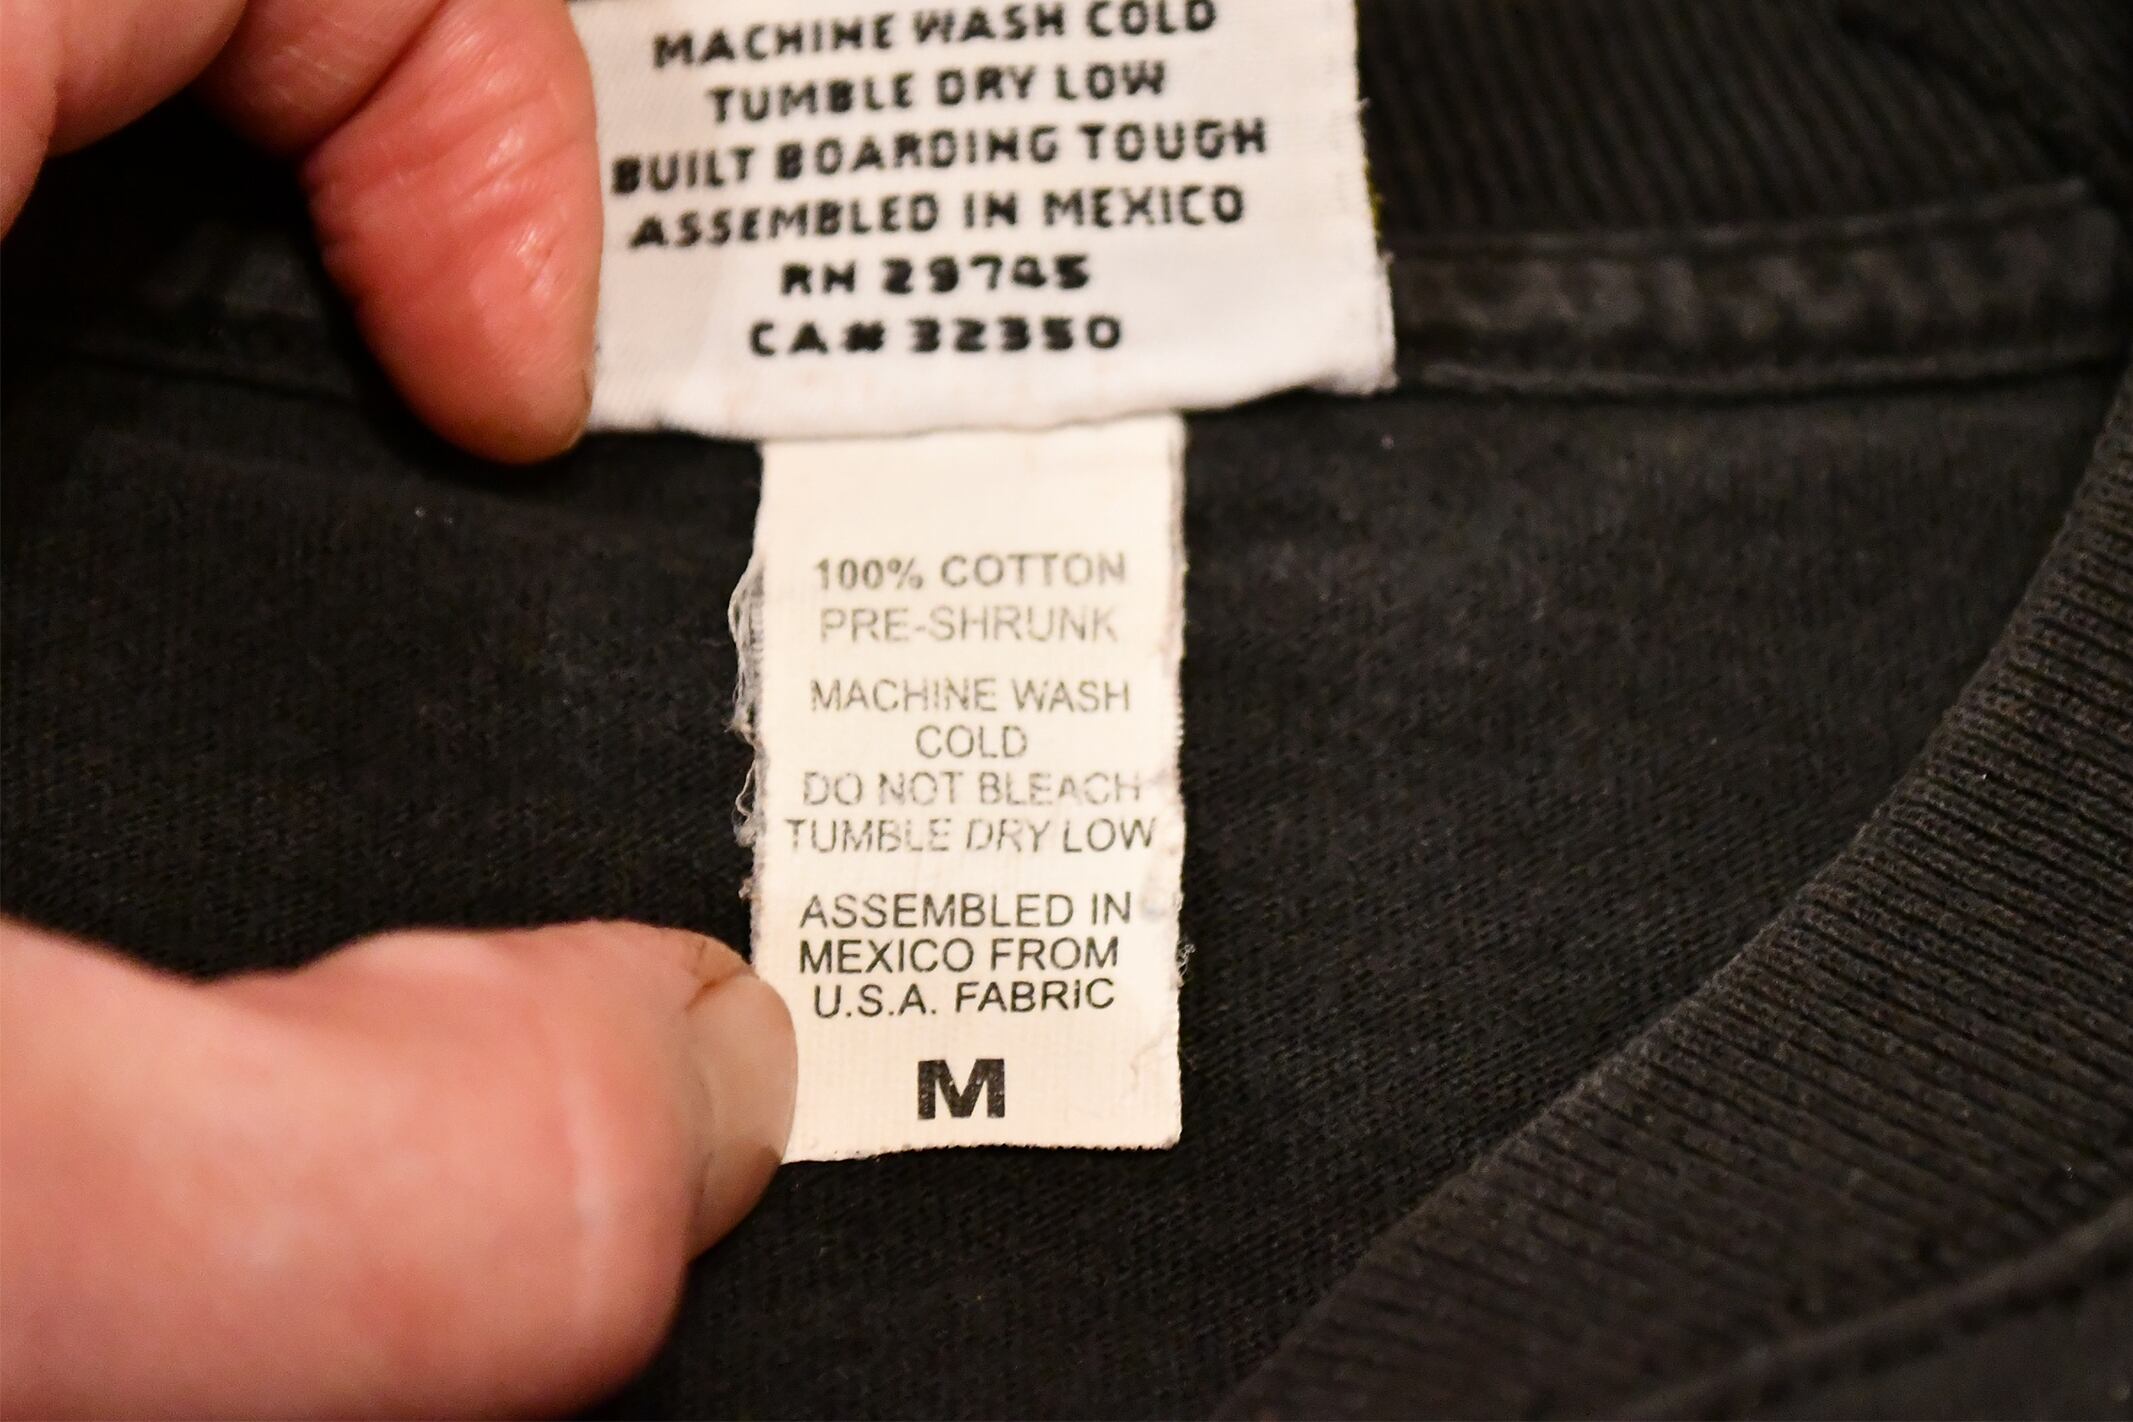 MACHINE WASH COLD
TUMBLE DRY LOW
BUILT BOARDING TOUGH
ASSEMBLED IN MEXICO
RN 29745
CA# 32350
100% COTTON
PRE-SHRUNK
MACHINE WASH
COLD
DO NOT BLEACH
TUMBLE DRY LOW
ASSEMBLED IN
MEXICO FROM
U.S.A. FABRIC
M